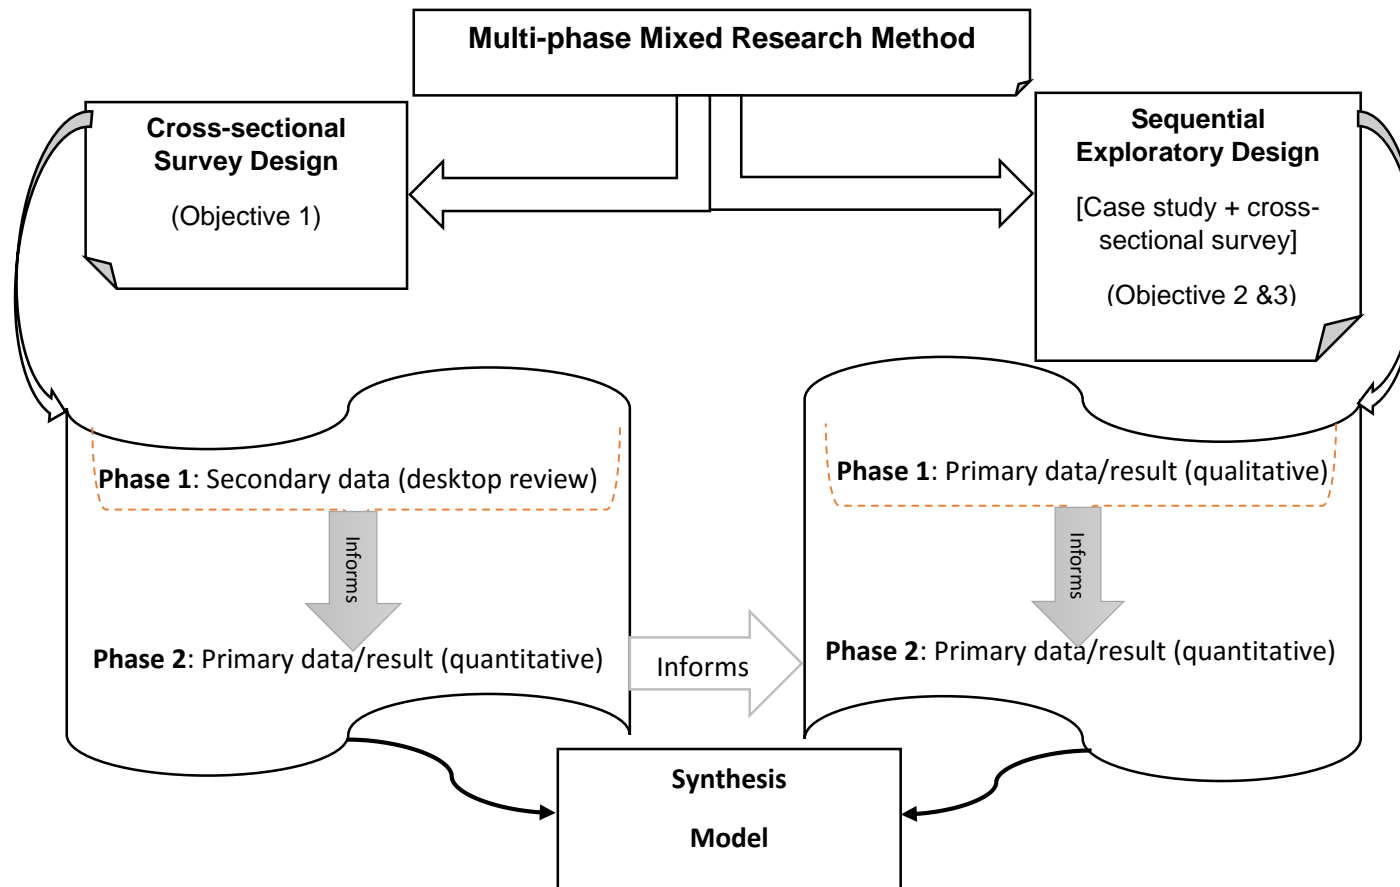 Multi-phase Mixed Research Method
Cross-sectional
Survey Design
(Objective 1)
Sequential
Exploratory Design
[Case study + cross-
sectional survey]
(Objective 2 &3)
Phase 1: Secondary data (desktop review)
Informs
Phase 2: Primary data/result (quantitative)
Informs
Phase 1: Primary data/result (qualitative)
Informs
Phase 2: Primary data/result (quantitative)
Synthesis
Model